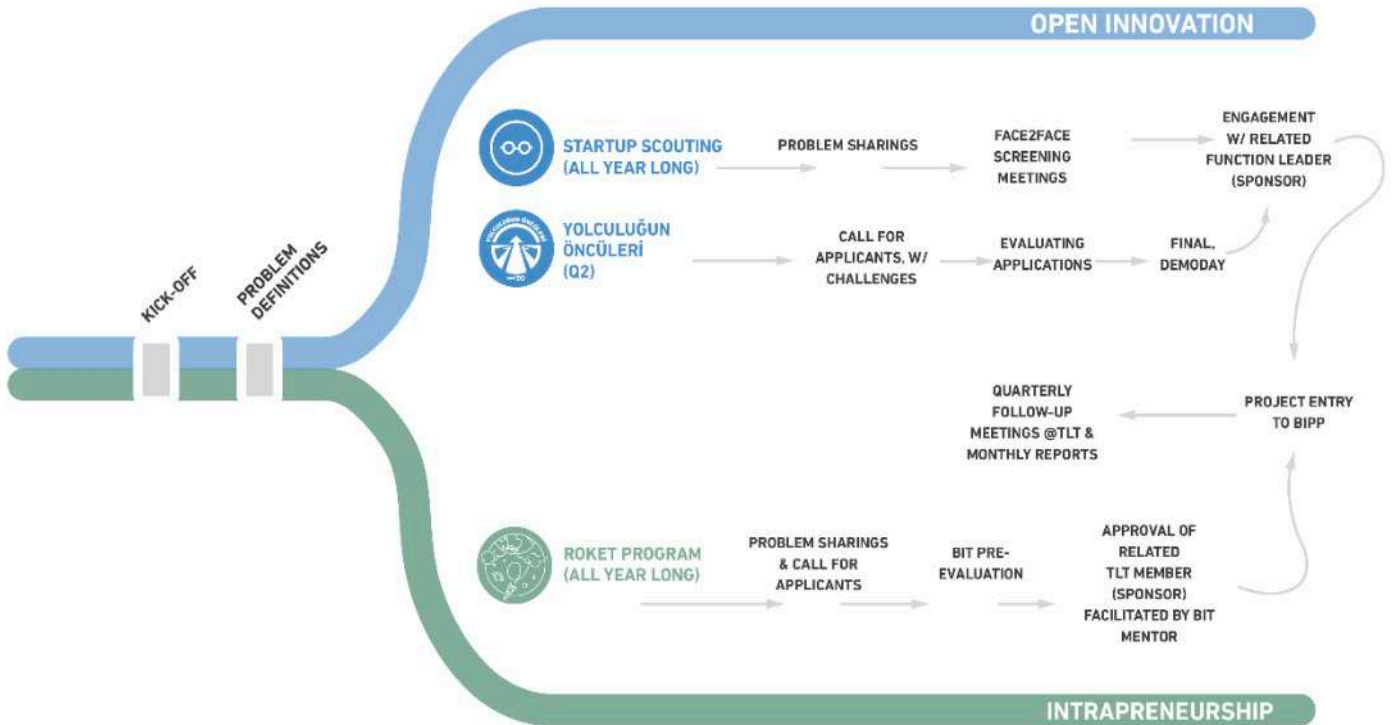 OPEN INNOVATION
STARTUP SCOUTING
(ALL YEAR LONG)
PROBLEM SHARINGS
FACE2FACE
SCREENING
MEETINGS
ENGAGEMENT
W/ RELATED
FUNCTION LEADER
(SPONSOR)
YOLCULUĞUN ÖNCÜLERİ
YOLCULUĞUN
ÖNCÜLERİ
(Q2)
CALL FOR
APPLICANTS, W/
CHALLENGES
EVALUATING
APPLICATIONS
FINAL,
DEMODAY
KICK-OFF
PROBLEM
DEFINITIONS
QUARTERLY
FOLLOW-UP
MEETINGS @TLT &
MONTHLY REPORTS
PROJECT ENTRY
TO BIPP
ROKET PROGRAM
(ALL YEAR LONG)
PROBLEM SHARINGS
& CALL FOR
APPLICANTS
BIT PRE-
EVALUATION
APPROVAL OF
RELATED
TLT MEMBER
(SPONSOR)
FACILITATED BY BIT
MENTOR
INTRAPRENEURSHIP